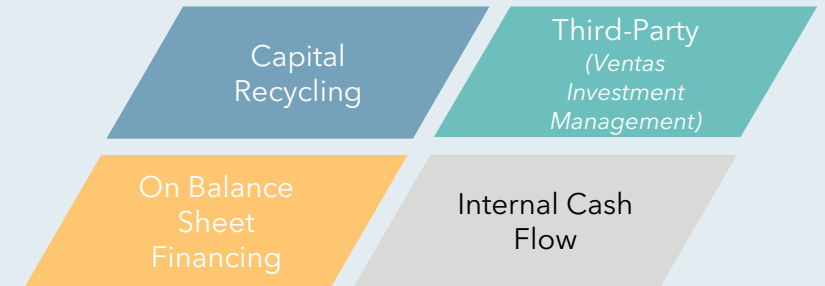 Capital
Recycling
Third-Party
(Ventas
Investment
Management)
On Balance
Sheet
Financing
Internal Cash
Flow